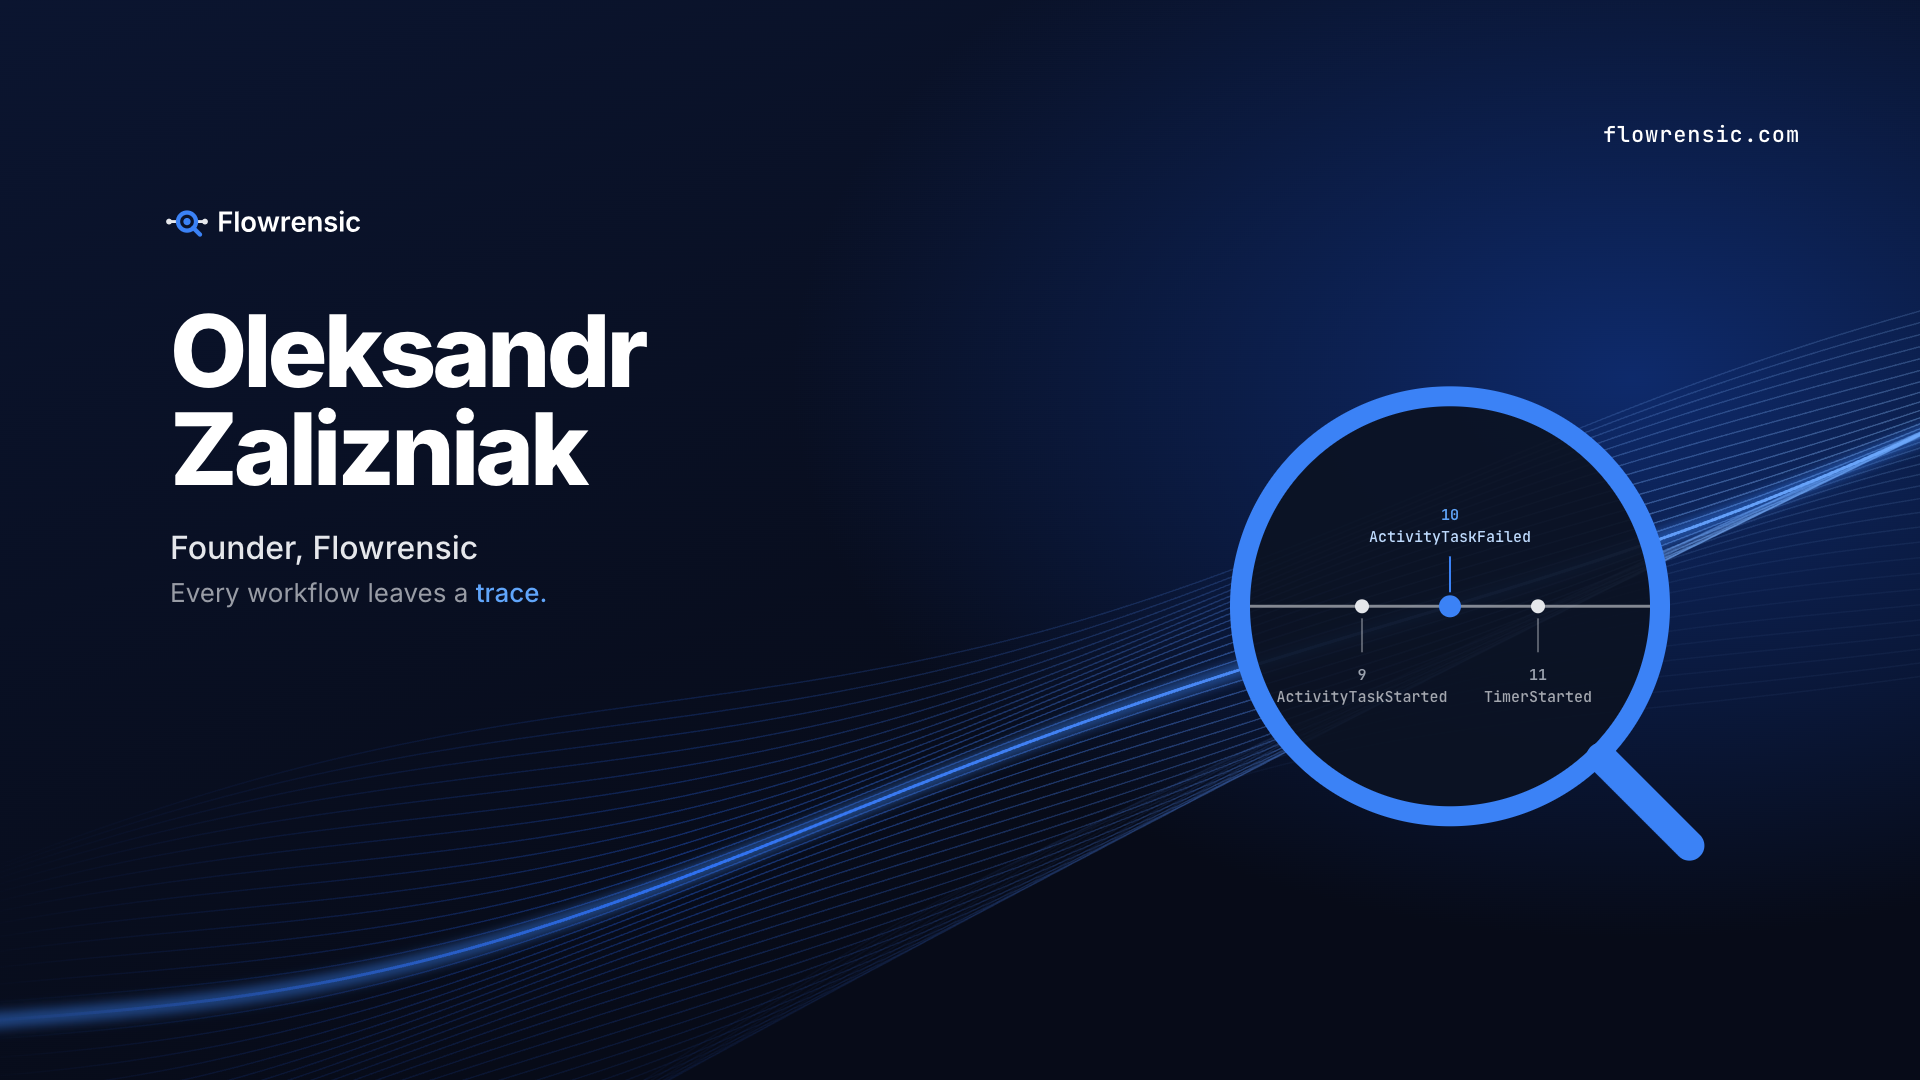 flowrensic.com
Flowrensic
Oleksandr
Zalizniak
Founder, Flowrensic
Every workflow leaves a trace.
10
ActivityTaskFailed
9
ActivityTaskStarted
11
TimerStarted